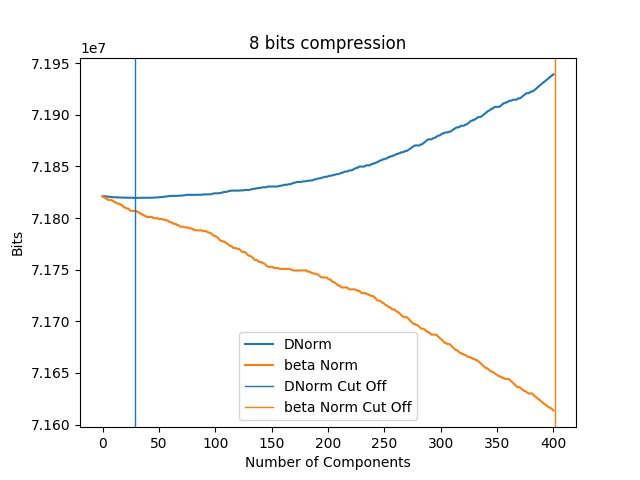 8 bits compression
1e7
7.195
7.190
7.185
7.180
7.175
7.170
7.165
7.160
Bits
DNorm
beta Norm
DNorm Cut Off
beta Norm Cut Off
0 50 100 150 200 250 300 350 400
Number of Components